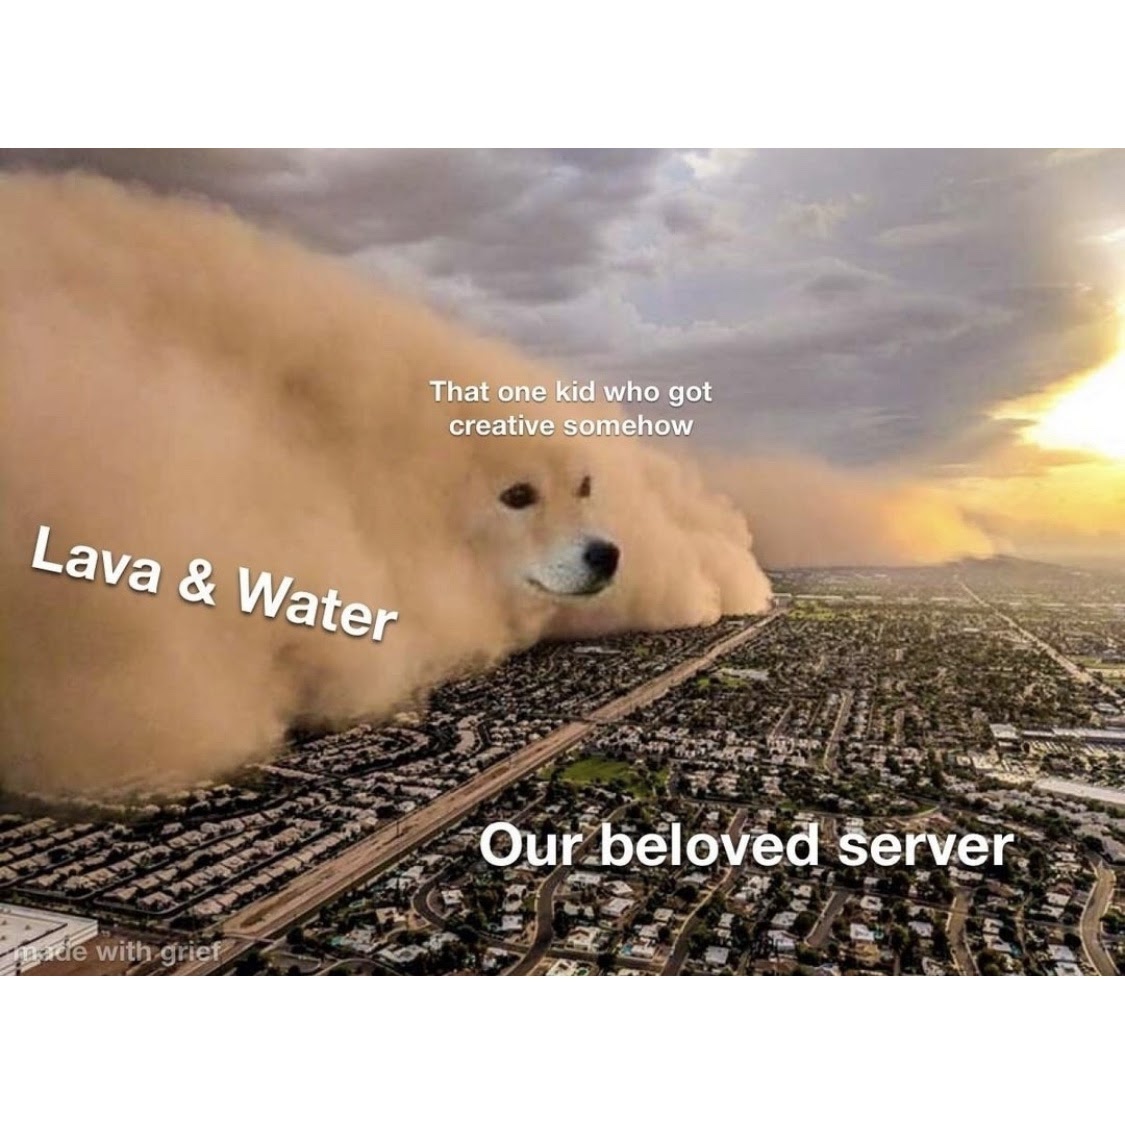 That one kid who got
creative somehow
Lava & Water
Our beloved server
made with grief